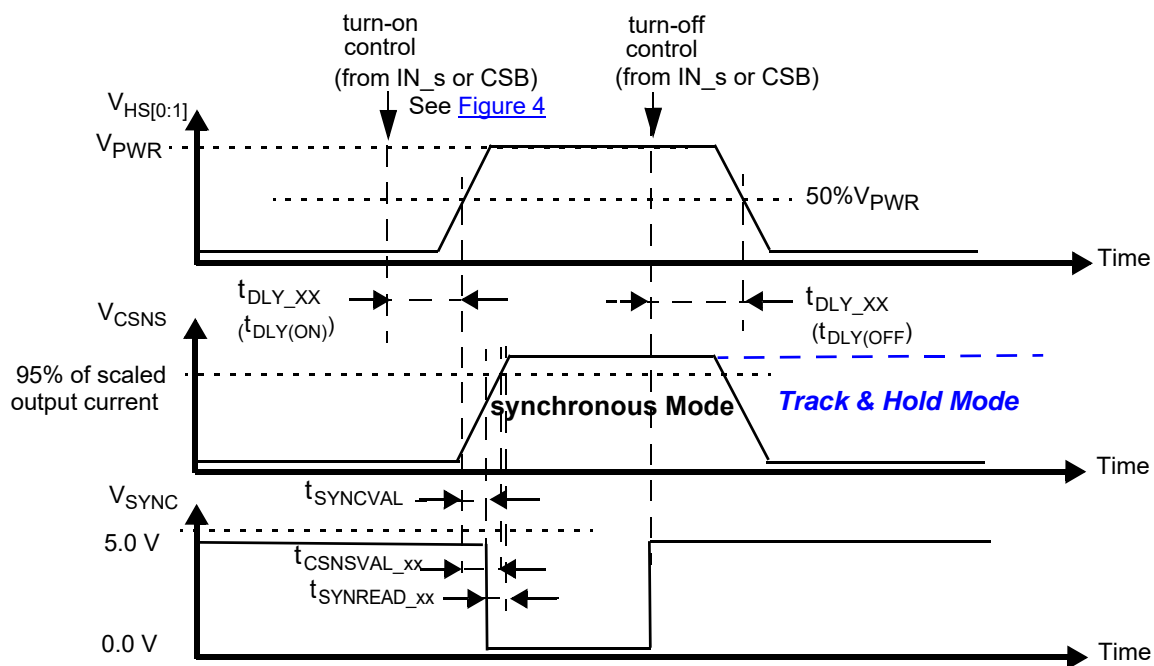 turn-on
control
(from IN_s or CSB)
See Figure 4
turn-off
control
(from IN_s or CSB)
VHS[0:1]
VPWR
50%VPWR
Time
tDLY_XX
(tDLY(ON))
tDLY_XX
(tDLY(OFF)
VCSNS
95% of scaled
output current
synchronous Mode
Track & Hold Mode
Time
VSYNC
tSYNCVAL
5.0 V
tCSNSVAL_xx
tSYNREAD_xx
0.0 V
Time